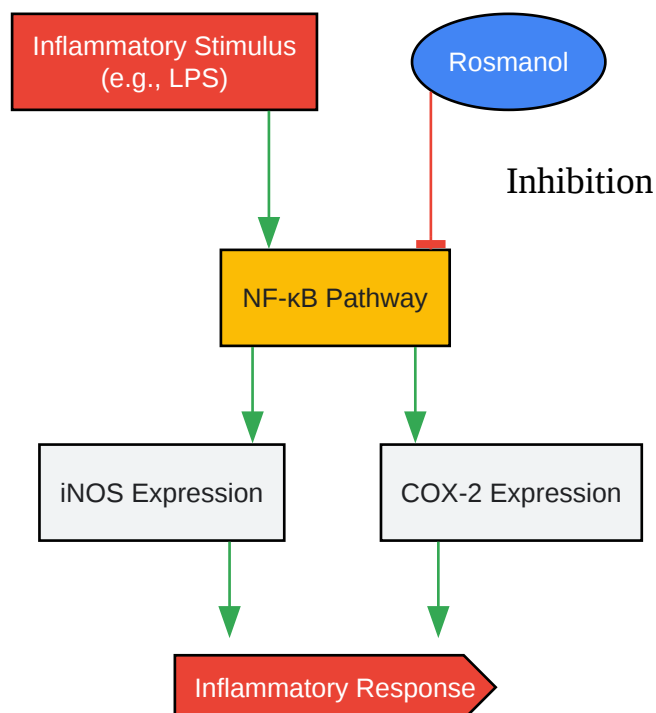 Inflammatory Stimulus
(e.g., LPS)
Rosmanol
Inhibition
NF-κB Pathway
iNOS Expression
COX-2 Expression
Inflammatory Response